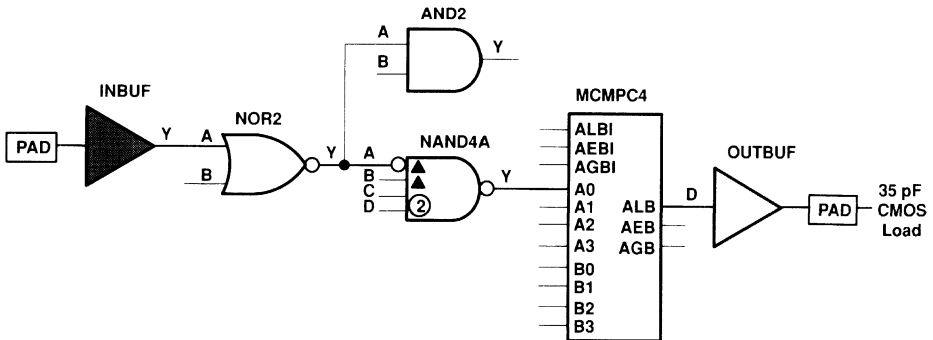 AND2
A
Y
B
INBUF
MCMPC4
NOR2
ALBI
NAND4A
AEBI
OUTBUF
AGBI
PAD
Y
A
Y
A
Y
A0
D
35 pF
B
B
A1
ALB
PAD
CMOS
C
A2
AEB
Load
D
2
A3
AGB
B0
B1
B2
B3